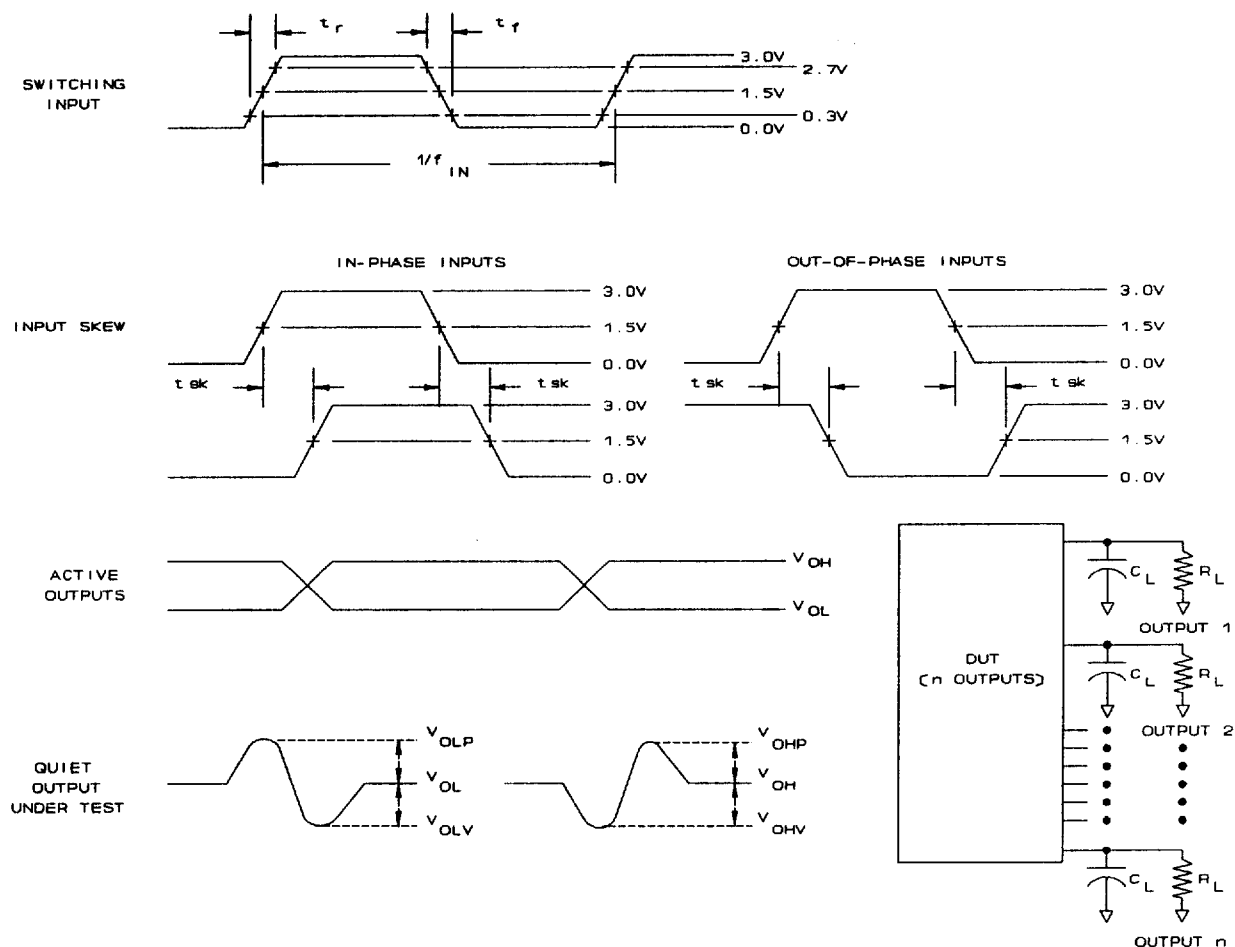 t r
t f
SWITCHING
INPUT
3.0V
2.7V
1.5V
0.3V
0.0V
1/f IN
IN-PHASE INPUTS
OUT-OF-PHASE INPUTS
INPUT SKEW
3.0V
1.5V
0.0V
t sk
t sk
3.0V
1.5V
0.0V
3.0V
1.5V
0.0V
t sk
t sk
3.0V
1.5V
0.0V
ACTIVE
OUTPUTS
V OH
V OL
QUIET
OUTPUT
UNDER TEST
V OLP
V OL
V OLV
V OHP
V OH
V OHV
DUT
(n OUTPUTS)
C L
R L
OUTPUT 1
C L
R L
OUTPUT 2
C L
R L
OUTPUT n